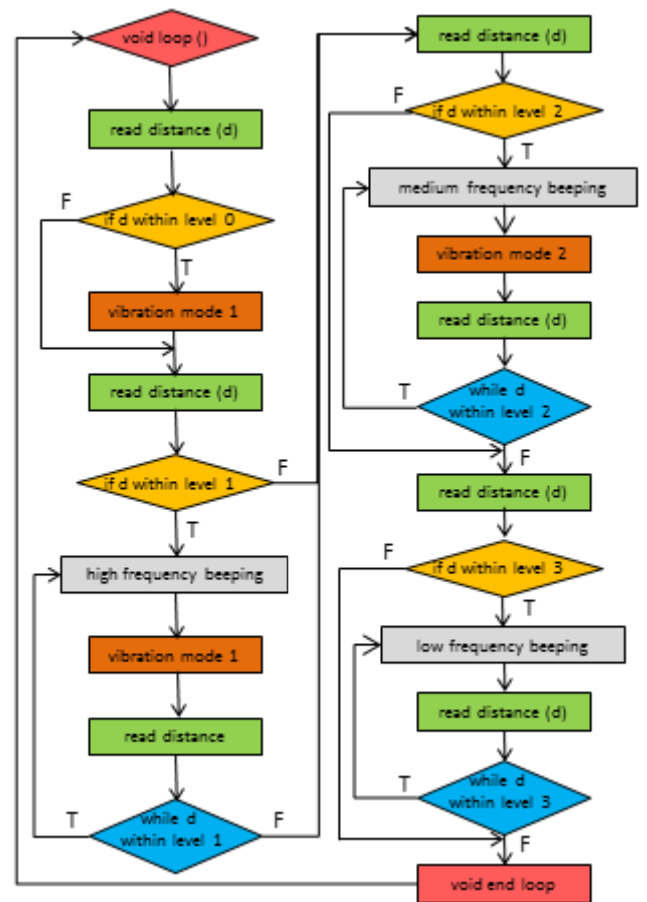 void loop ()
read distance (d)
F
if d within level 0
T
vibration mode 1
read distance (d)
if d within level 1
F
T
high frequency beeping
vibration mode 1
read distance
while d
within level 1
T
F
read distance (d)
F
if d within level 2
T
medium frequency beeping
vibration mode 2
read distance (d)
while d
within level 2
T
F
read distance (d)
F
if d within level 3
T
low frequency beeping
read distance (d)
while d
within level 3
T
F
void end loop